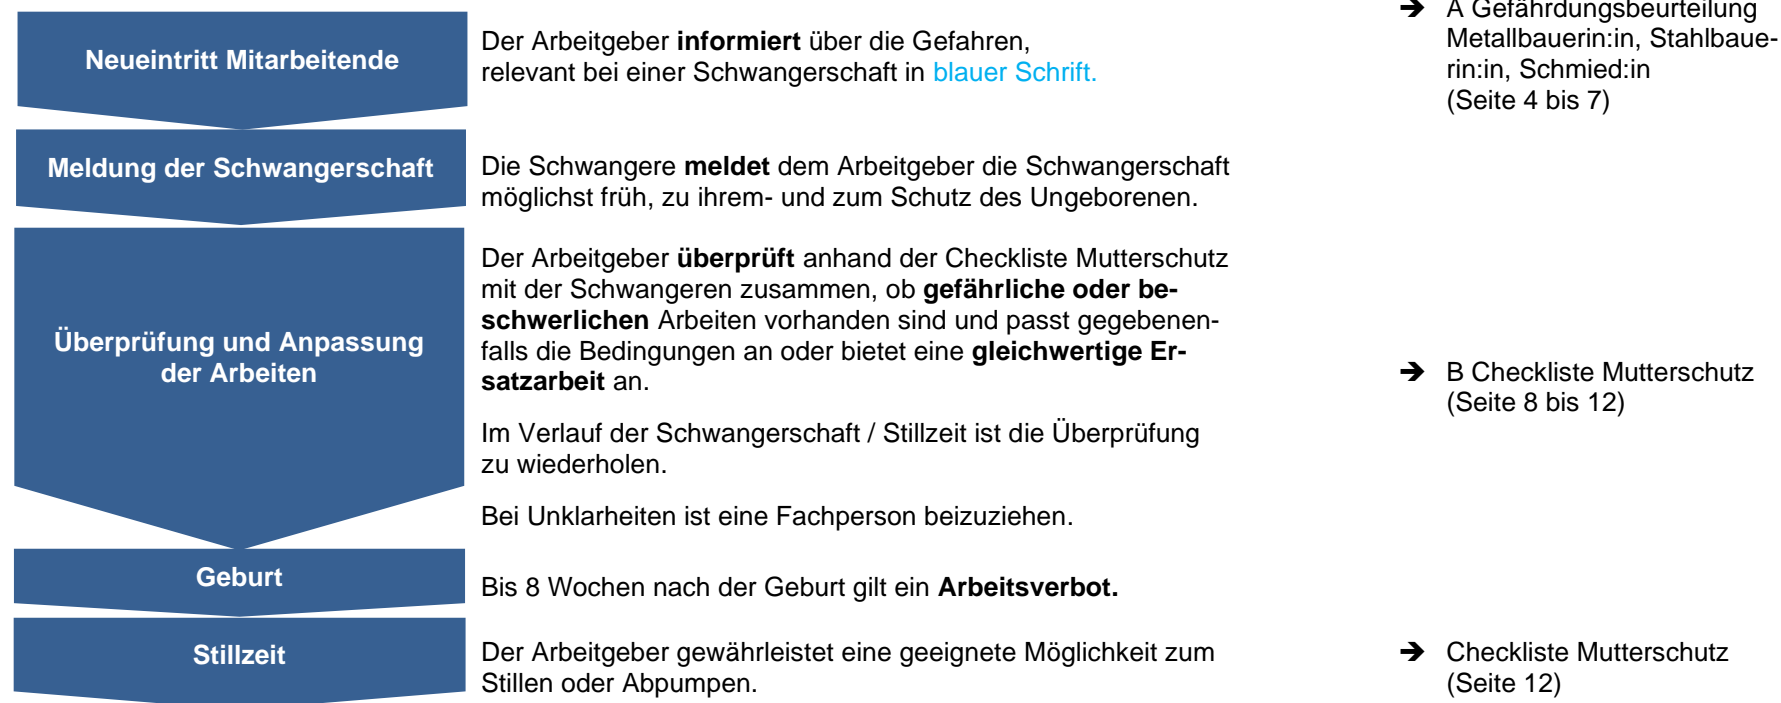 Neueintritt Mitarbeitende
Der Arbeitgeber informiert über die Gefahren,
relevant bei einer Schwangerschaft in blauer Schrift.
➔ A Gefährdungsbeurteilung
Metallbauerin:in, Stahlbaue-
rin:in, Schmied:in
(Seite 4 bis 7)
Meldung der Schwangerschaft
Die Schwangere meldet dem Arbeitgeber die Schwangerschaft
möglichst früh, zu ihrem- und zum Schutz des Ungeborenen.
Überprüfung und Anpassung
der Arbeiten
Der Arbeitgeber überprüft anhand der Checkliste Mutterschutz
mit der Schwangeren zusammen, ob gefährliche oder be-
schwerlichen Arbeiten vorhanden sind und passt gegebenen-
falls die Bedingungen an oder bietet eine gleichwertige Er-
satzarbeit an.
Im Verlauf der Schwangerschaft / Stillzeit ist die Überprüfung
zu wiederholen.
Bei Unklarheiten ist eine Fachperson beizuziehen.
➔ B Checkliste Mutterschutz
(Seite 8 bis 12)
Geburt
Bis 8 Wochen nach der Geburt gilt ein Arbeitsverbot.
Stillzeit
Der Arbeitgeber gewährleistet eine geeignete Möglichkeit zum
Stillen oder Abpumpen.
➔ Checkliste Mutterschutz
(Seite 12)